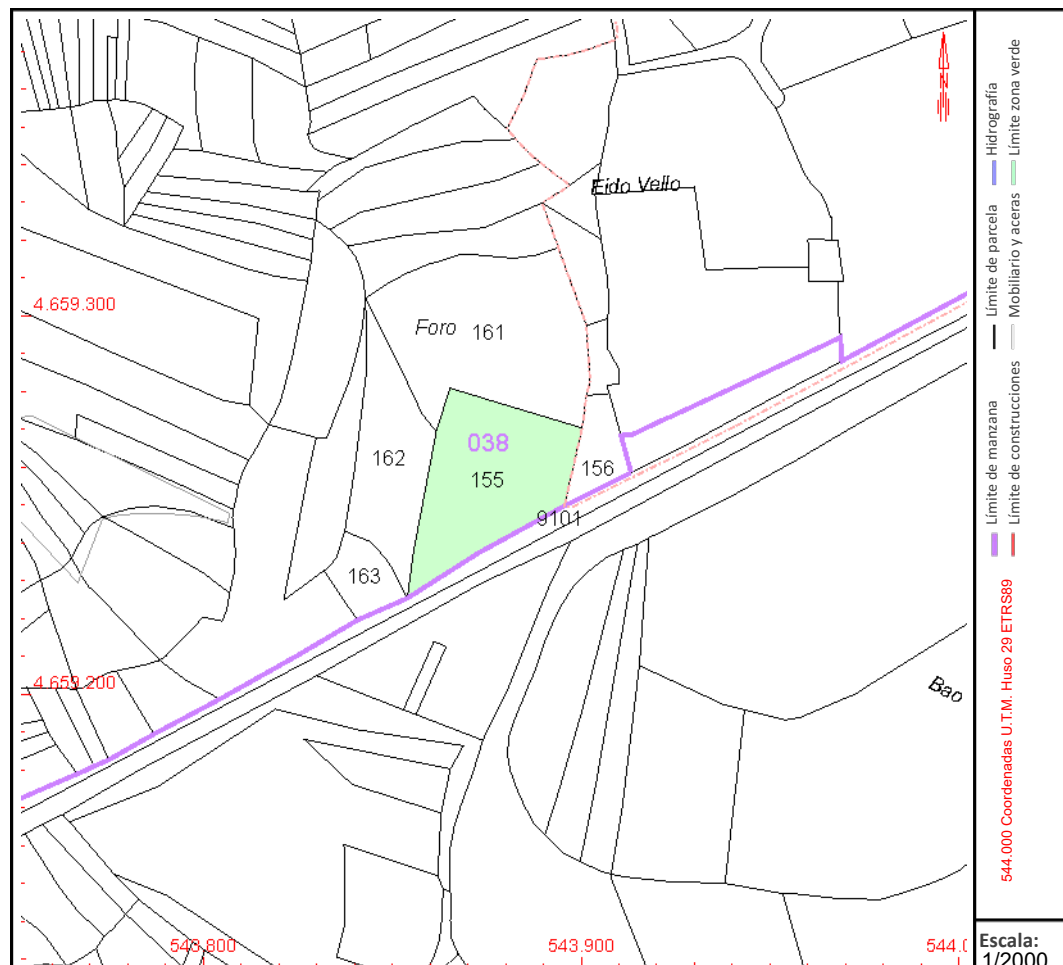 Eido Vello
4.659.300
Foro 161
038
162
155
156
9101
163
4.659.200
Bao
543.800
543.900
544.0
N
Hidrografía
Límite zona verde
Límite de parcela
Mobiliario y aceras
Límite de manzana
Límite de construcciones
544.000 Coordenadas U.T.M. Huso 29 ETRS89
Escala:
1/2000